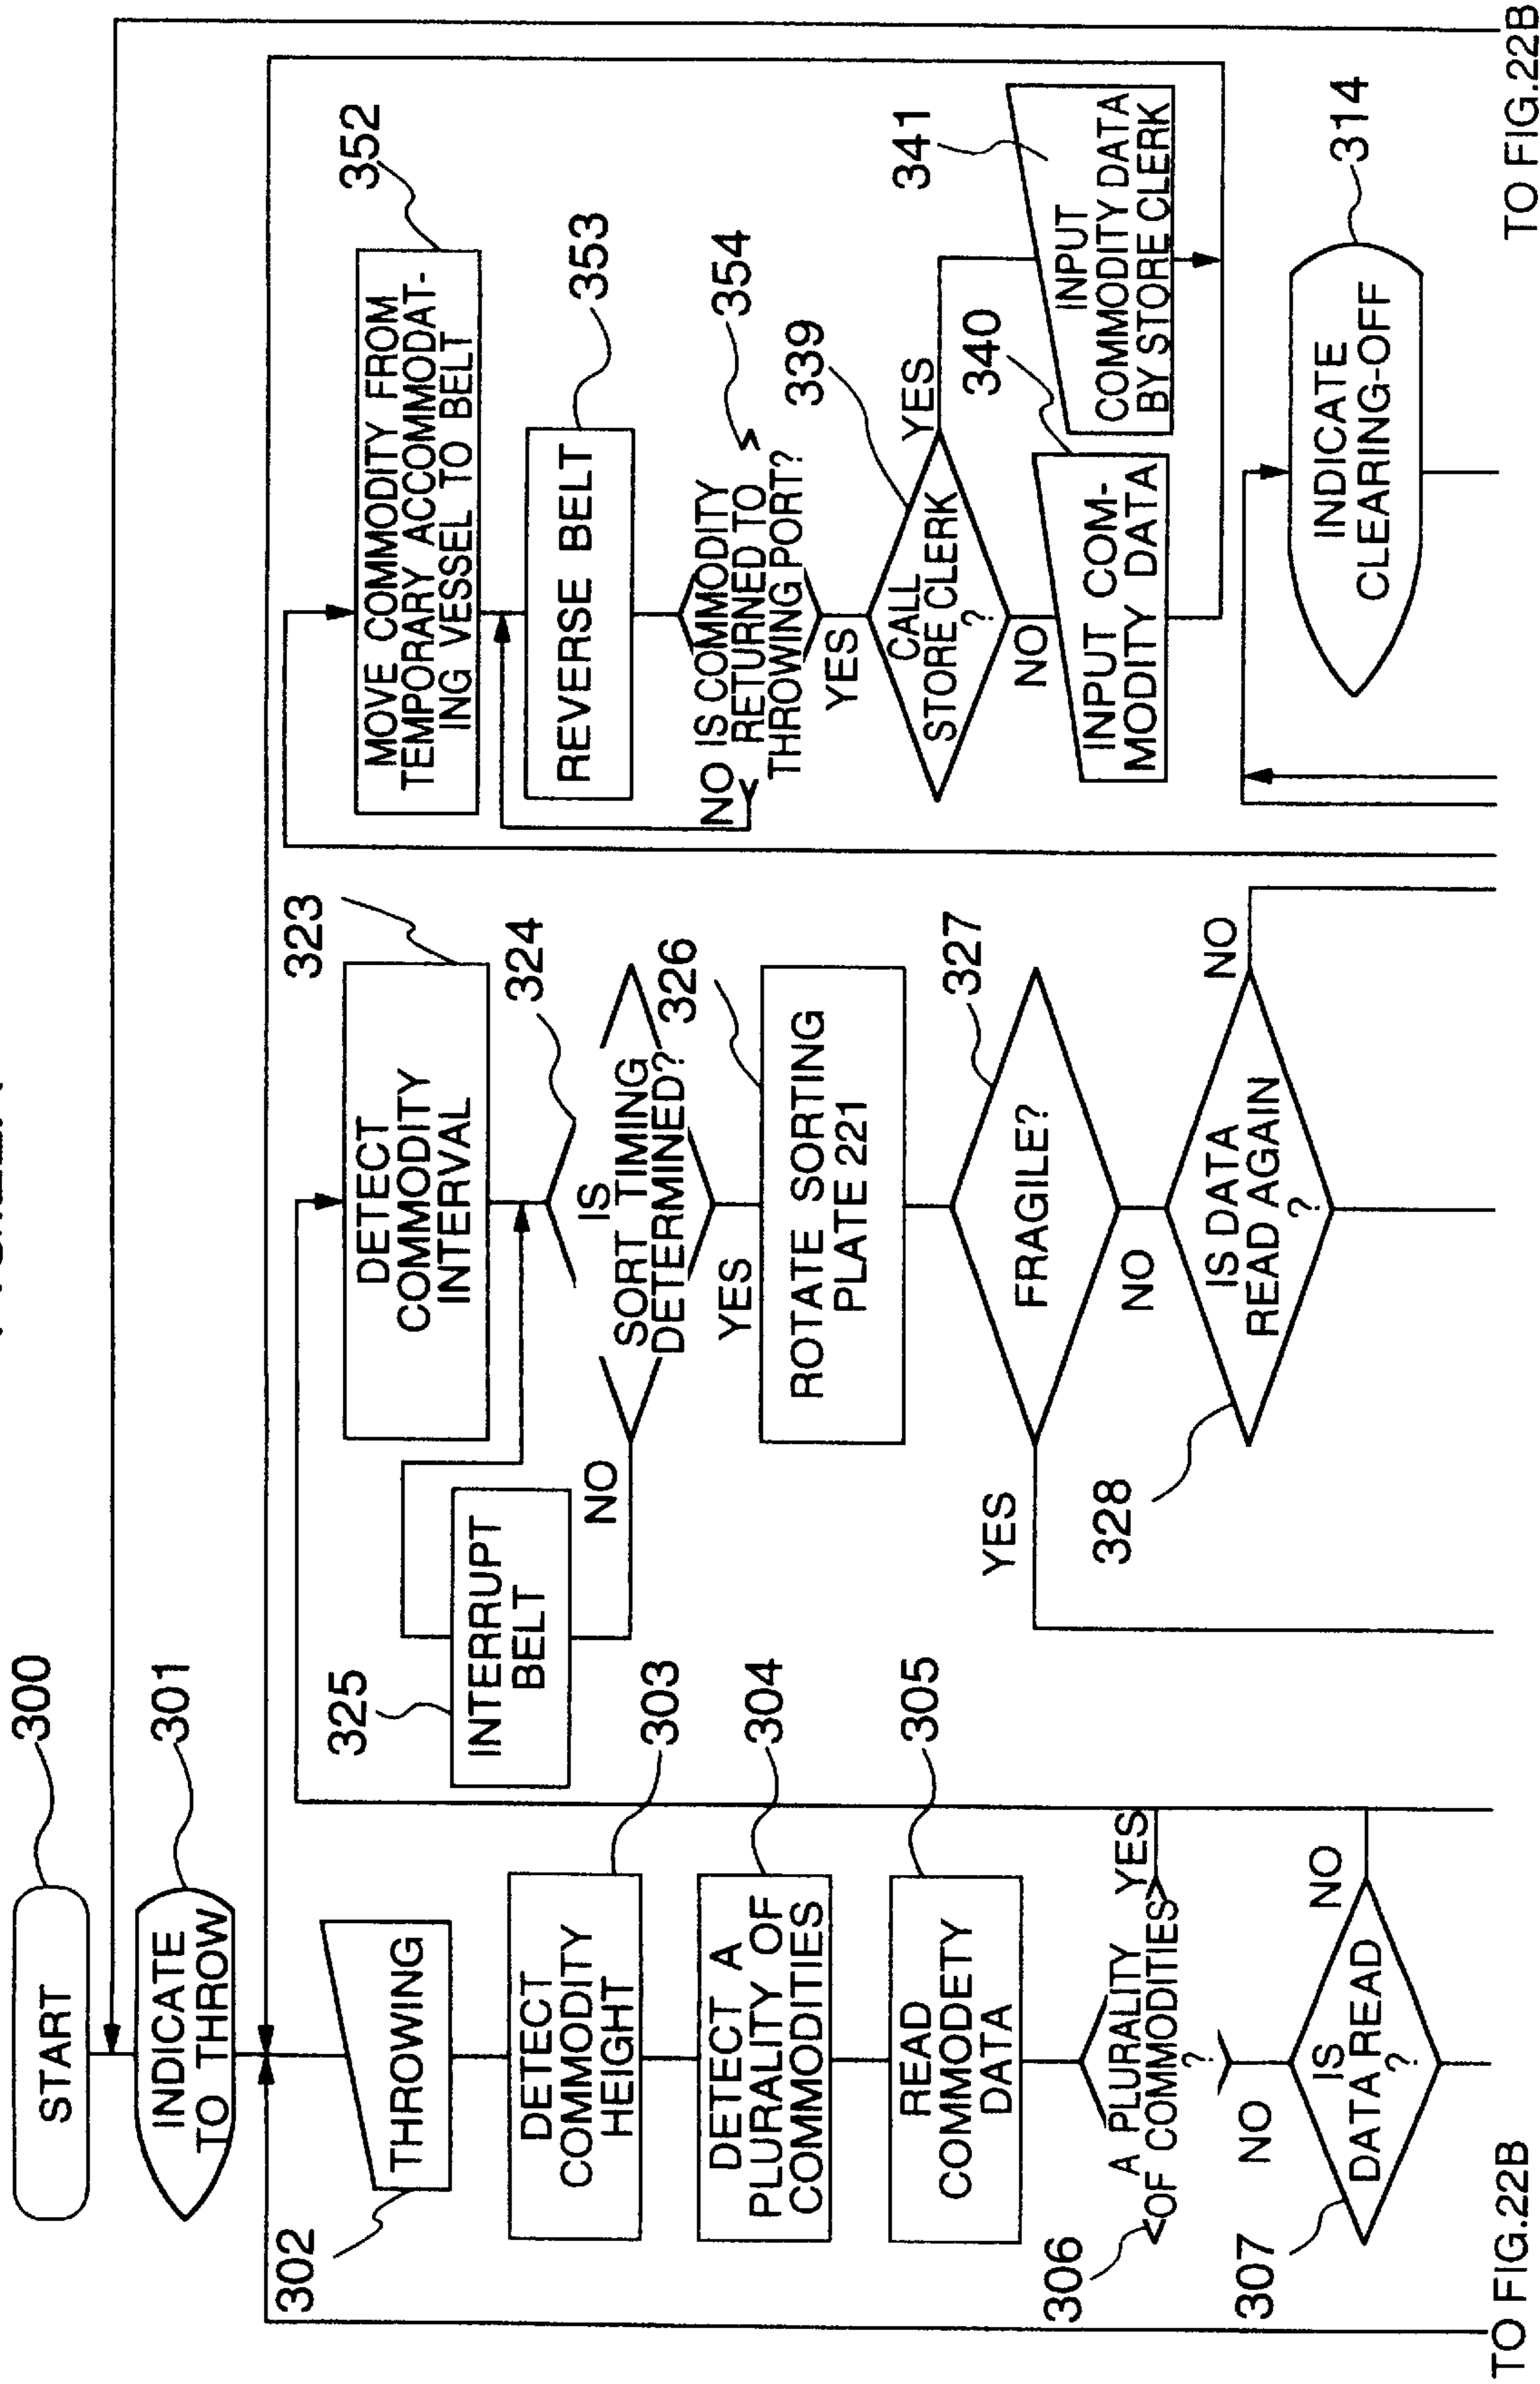 START
300
INDICATE
TO THROW
301
THROWING
302
DETECT
COMMODITY
HEIGHT
303
DETECT A
PLURALITY OF
COMMODITIES
304
READ
COMMODETY
DATA
305
A PLURALITY
OF COMMODITIES
?
306
YES
NO
IS
DATA READ
?
307
NO
TO FIG.22B
DETECT
COMMODITY
INTERVAL
323
IS
SORT TIMING
DETERMINED?
324
NO
YES
INTERRUPT
BELT
325
ROTATE SORTING
PLATE 221
326
FRAGILE?
327
YES
NO
IS DATA
READ AGAIN
?
328
NO
MOVE COMMODITY FROM
TEMPORARY ACCOMMODAT-
ING VESSEL TO BELT
352
REVERSE BELT
353
IS COMMODITY
RETURNED TO
THROWING PORT?
354
NO
YES
CALL
STORE CLERK
?
339
YES
NO
INPUT COM-
MODITY DATA
340
INPUT
COMMODITY DATA
BY STORE CLERK
341
INDICATE
CLEARING-OFF
314
TO FIG.22B